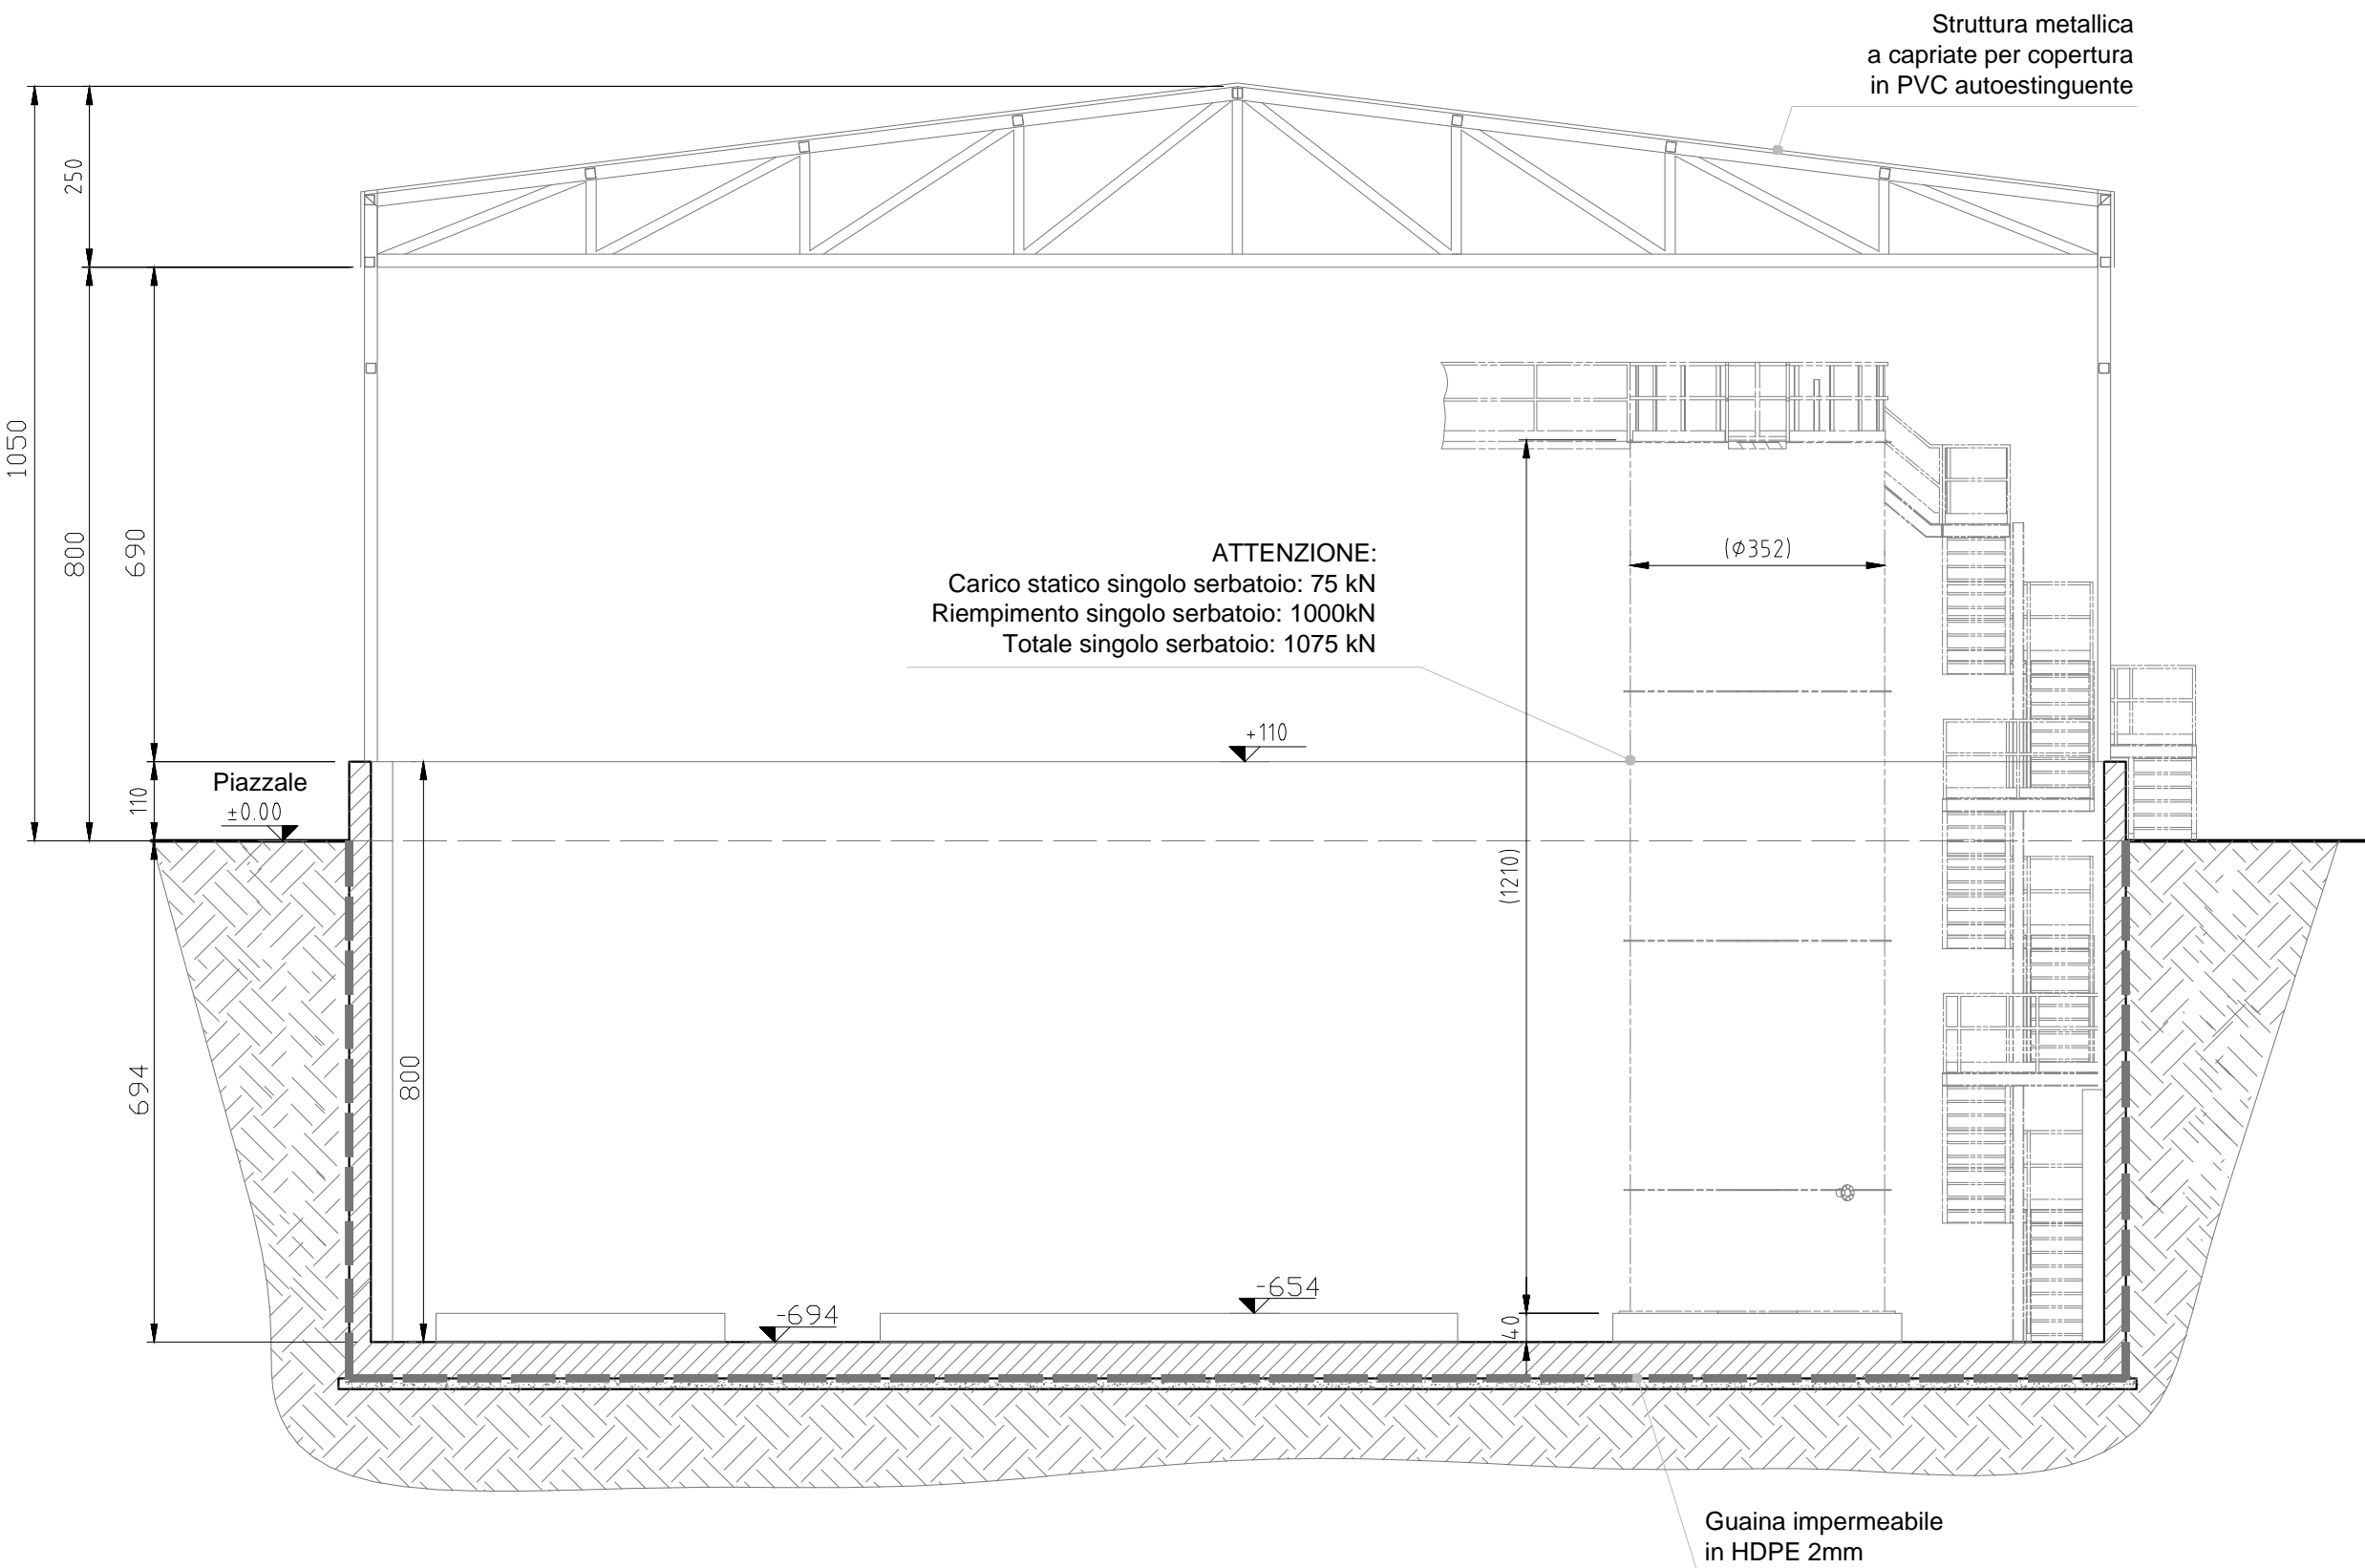 Struttura metallica
a capriate per copertura
in PVC autoestinguente
250
1050
800
690
ATTENZIONE:
Carico statico singolo serbatoio: 75 kN
Riempimento singolo serbatoio: 1000kN
Totale singolo serbatoio: 1075 kN
(ϕ352)
+110
110
Piazzale
±0.00
(1210)
694
800
-694
-654
40
Guaina impermeabile
in HDPE 2mm